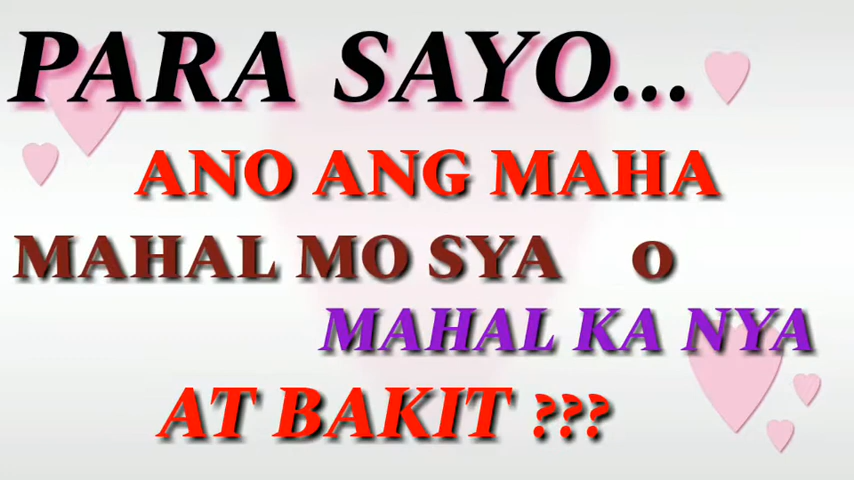 PARA SAYO...
ANO ANG MAHA
MAHAL MO SYA o
MAHAL KA NYA
AT BAKIT ???